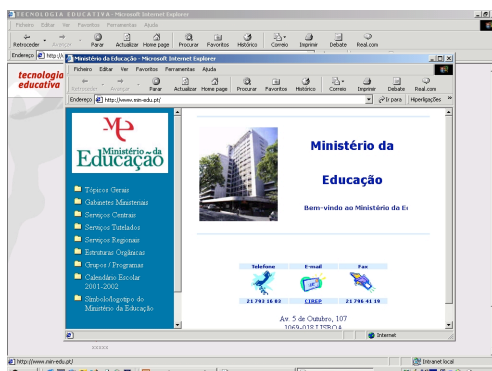 TECNOLOGIA EDUCATIVA - Microsoft Internet Explorer
Ficheiro Editar Ver Favoritos Ferramentas Ajuda
Retroceder Avançar Parar Actualizar Home page Procurar Favoritos Histórico Correio Imprimir Debate Real.com
Endereço
tecnologia
educativa
Ministério da Educação - Microsoft Internet Explorer
Ficheiro Editar Ver Favoritos Ferramentas Ajuda
Retroceder Avançar Parar Actualizar Home page Procurar Favoritos Histórico Correio Imprimir Debate Real.com
Endereço http://www.min-edu.pt/ Ir para Hiperligações »
Ministério da
Educação
Tópicos Gerais
Gabinetes Ministeriais
Serviços Centrais
Serviços Tutelados
Serviços Regionais
Estruturas Orgânicas
Grupos / Programas
Calendário Escolar
2001-2002
Símbolo/logotipo do
Ministério da Educação
Ministério da
Educação
Bem-vindo ao Ministério da E
Telefone E-mail Fax
21 793 16 03 CIREP 21 796 41 19
Av. 5 de Outubro, 107
1069-018 LISBOA
Internet
xxxxx
http://www.min-edu.pt/ Intranet local